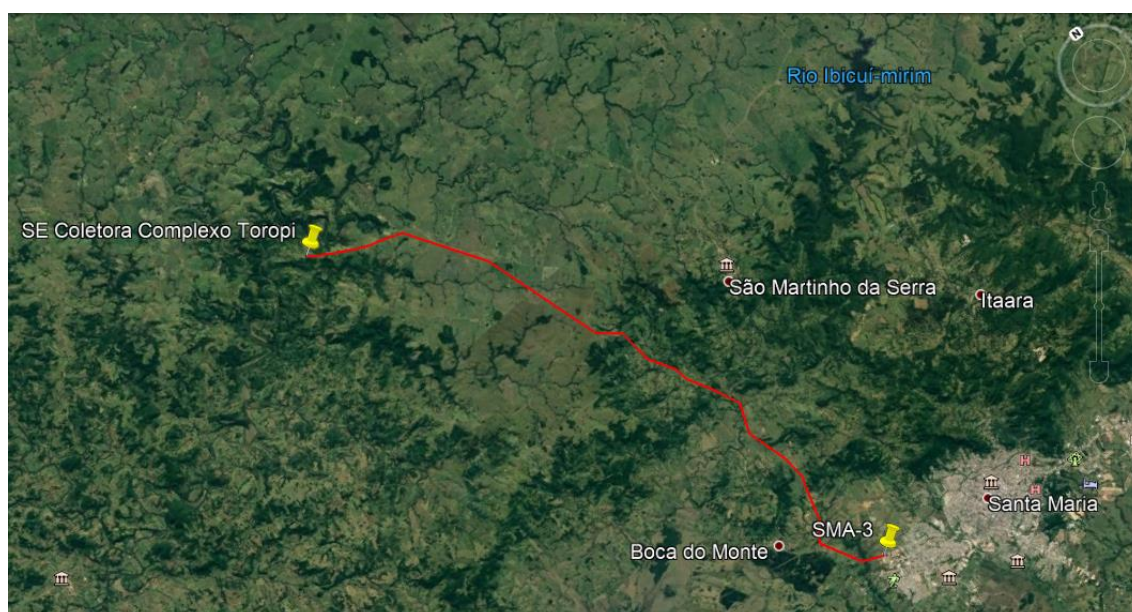 Rio Ibicuí-mirim
N
SE Coletora Complexo Toropi
São Martinho da Serra
Itaara
H
H
Santa Maria
SMA-3
Boca do Monte